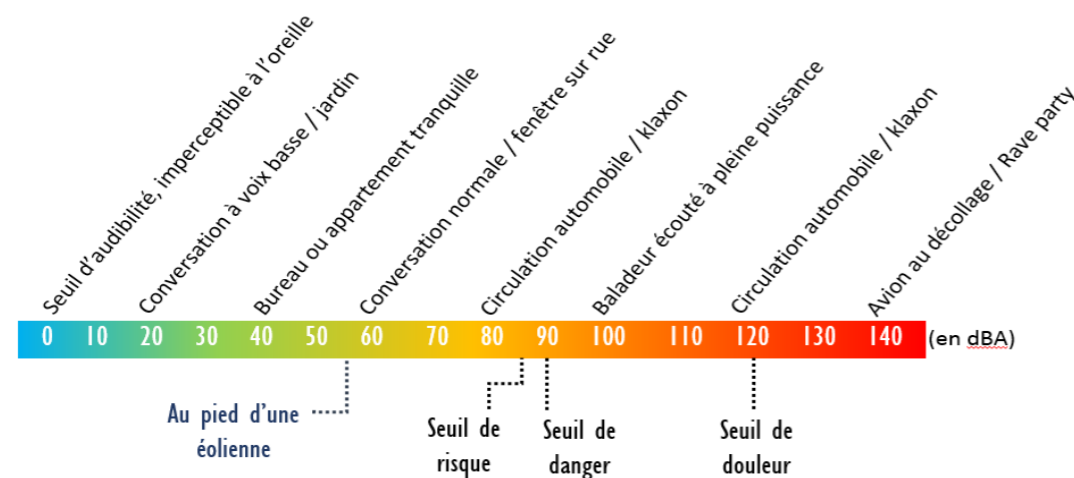 Seuil d'audibilité, imperceptible à l'oreille
Conversation à voix basse / jardin
Bureau ou appartement tranquille
Conversation normale / fenêtre sur rue
Circulation automobile / klaxon
Baladeur écouté à pleine puissance
Circulation automobile / klaxon
Avion au décollage / Rave party
0 10 20 30 40 50 60 70 80 90 100 110 120 130 140 (en dBA)
Au pied d'une
éolienne
Seuil de
risque
Seuil de
danger
Seuil de
douleur